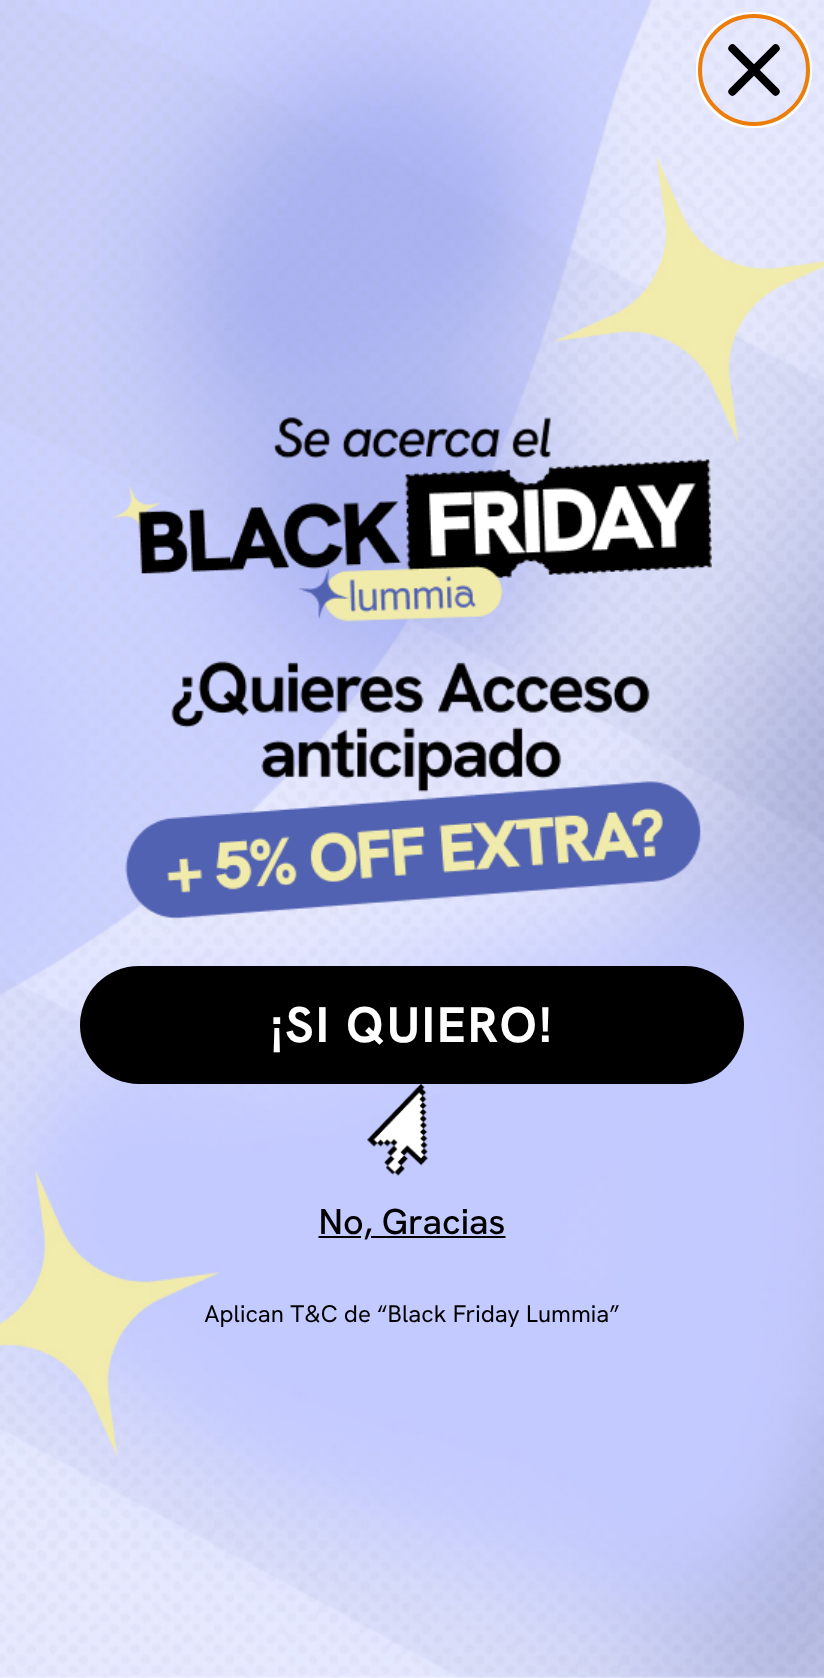 Se acerca el
BLACK FRIDAY
lummia
¿Quieres Acceso
anticipado
+ 5% OFF EXTRA?
¡SI QUIERO!
No, Gracias
Aplican T&C de “Black Friday Lummia”